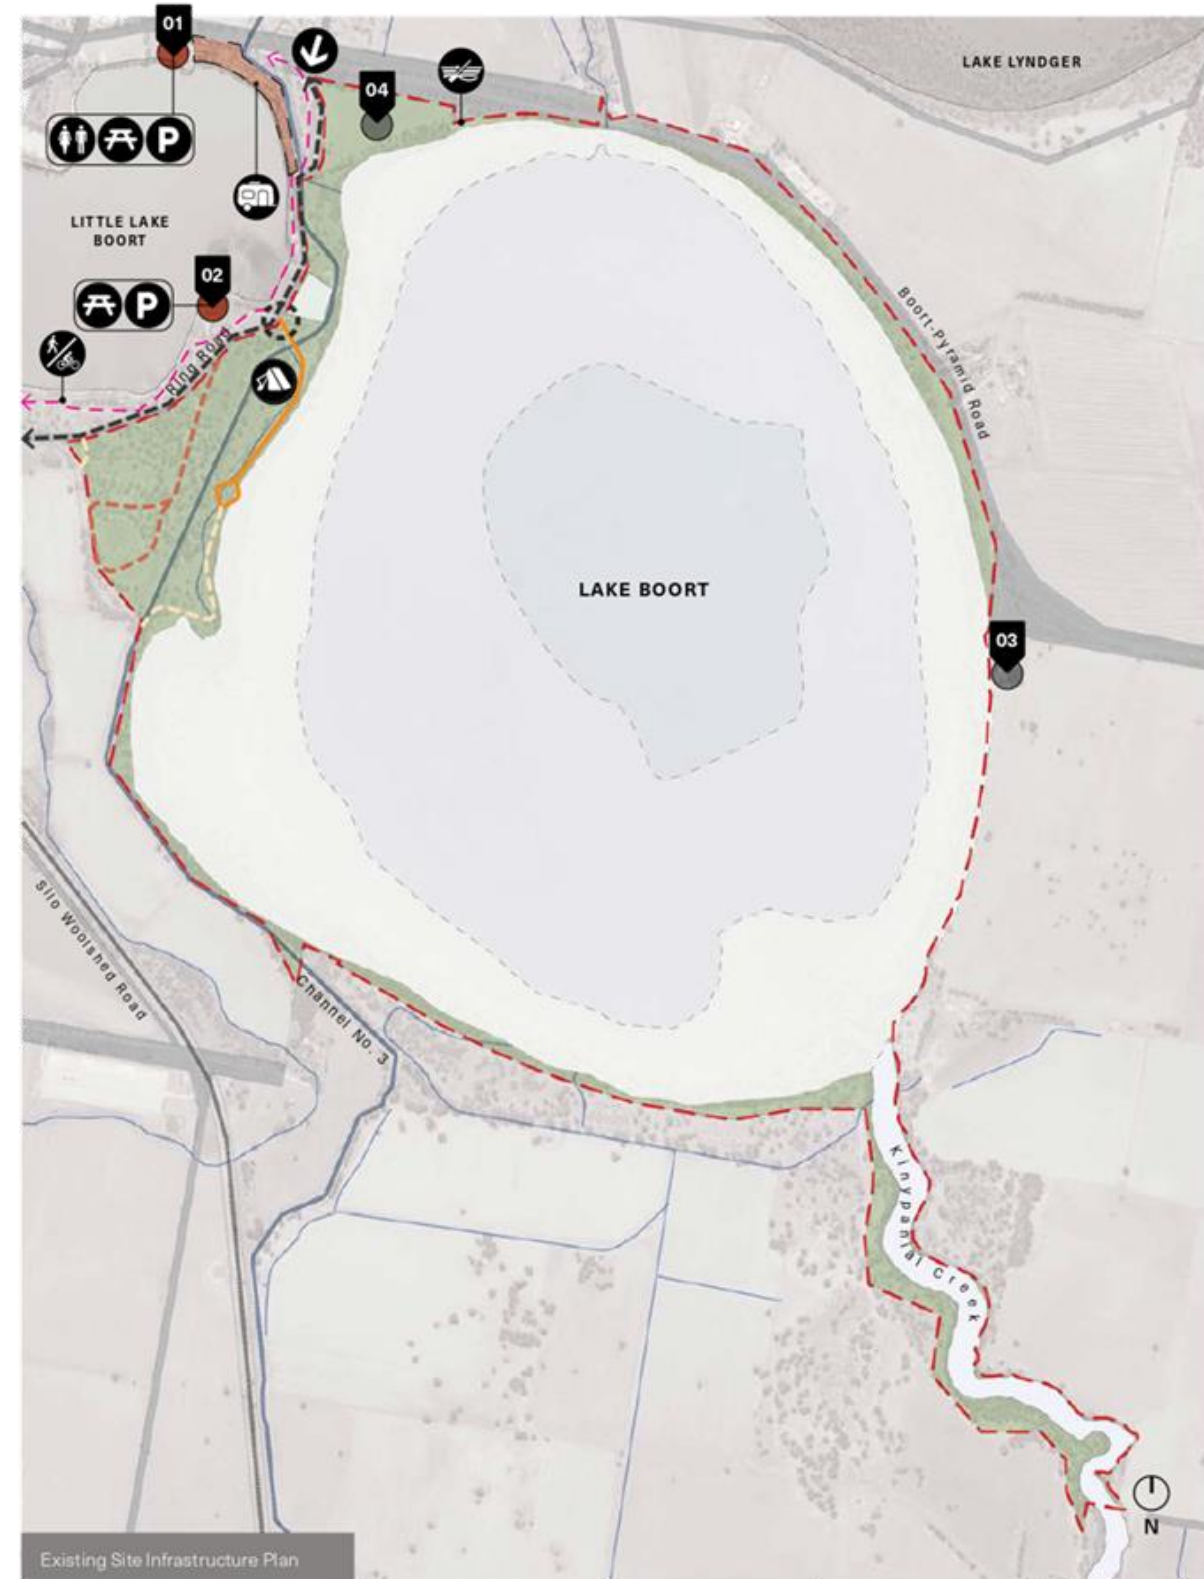 01
04
LAKE LYNDGER
P
LITTLE LAKE
BOORT
02
P
Ring Road
Boort-Pyramid Road
LAKE BOORT
03
Silo Woolshed Road
Channel No. 3
Kinypanial Creek
N
Existing Site Infrastructure Plan